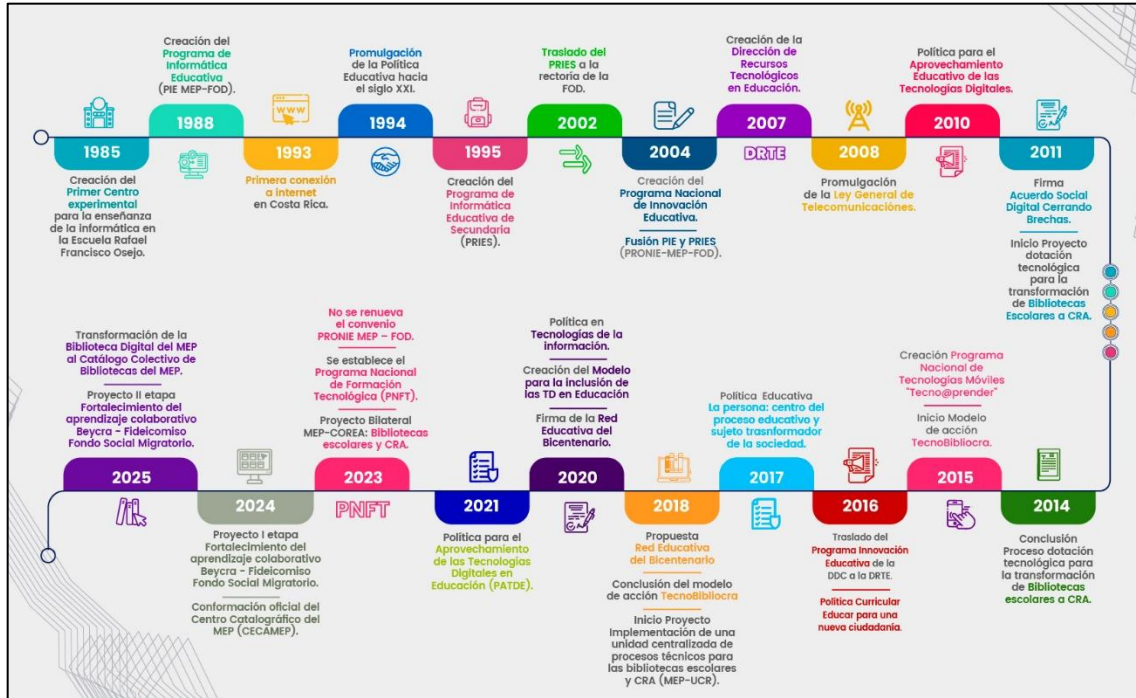 Creación del
Programa de
Informática
Educativa
(PIE MEP-FOD).
1988
1985
Creación del
Primer Centro
experimental
para la enseñanza
de la informática en
la Escuela Rafael
Francisco Osejo.
WWW
1993
Primera conexión
a internet
en Costa Rica.
Promulgación
de la Política
Educativa hacia
el siglo XXI.
1994
1995
Creación del
Programa de
Informática
Educativa de
Secundaria
(PRIES).
Traslado del
PRIES a la
rectoría de la
FOD.
2002
2004
Creación del
Programa Nacional
de Innovación
Educativa.
Fusión PIE y PRIES
(PRONIE-MEP-FOD).
Creación de la
Dirección de
Recursos
Tecnológicos
en Educación.
2007
DRTE
2008
Promulgación
de la Ley General de
Telecomunicaciónes.
Política para el
Aprovechamiento
Educativo de las
Tecnologías Digitales.
2010
2011
Firma
Acuerdo Social
Digital Cerrando
Brechas.
Inicio Proyecto
dotación
tecnológica
para la
transformación
de Bibliotecas
Escolares a CRA.
2014
Conclusión
Proceso dotación
tecnológica para
la transformación
de Bibliotecas
escolares a CRA.
Creación Programa
Nacional de
Tecnologías Móviles
"Tecno@prender"
Inicio Modelo
de acción
TecnoBibliocra.
2015
2016
Traslado del
Programa Innovación
Educativa de la
DDC a la DRTE.
Política Curricular
Educar para una
nueva ciudadanía.
Política Educativa
La persona: centro del
proceso educativo y
sujeto trasnformador
de la sociedad.
2017
2018
Propuesta
Red Educativa
del Bicentenario
Conclusión del modelo
de acción TecnoBibliocra
Inicio Proyecto
Implementación de una
unidad centralizada de
procesos técnicos para
las bibliotecas escolares
y CRA (MEP-UCR).
Política en
Tecnologías de la
información.
Creación del Modelo
para la inclusión de
las TD en Educación
Firma de la Red
Educativa del
Bicentenario.
2020
2021
Política para el
Aprovechamiento
de las Tecnologías
Digitales en
Educación (PATDE).
No se renueva
el convenio
PRONIE MEP – FOD.
Se establece el
Programa Nacional
de Formación
Tecnológica (PNFT).
Proyecto Bilateral
MEP-COREA: Bibliotecas
escolares y CRA.
2023
PNFT
2024
Proyecto I etapa
Fortalecimiento del
aprendizaje colaborativo
Beycra - Fideicomiso
Fondo Social Migratorio.
Conformación oficial del
Centro Catalográfico del
MEP (CECAMEP).
Transformación de la
Biblioteca Digital del MEP
al Catálogo Colectivo de
Bibliotecas del MEP.
Proyecto II etapa
Fortalecimiento del
aprendizaje colaborativo
Beycra - Fideicomiso
Fondo Social Migratorio.
2025